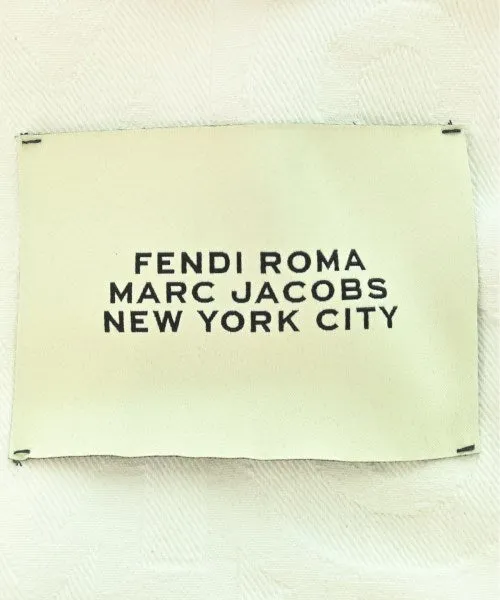 FENDI ROMA
MARC JACOBS
NEW YORK CITY